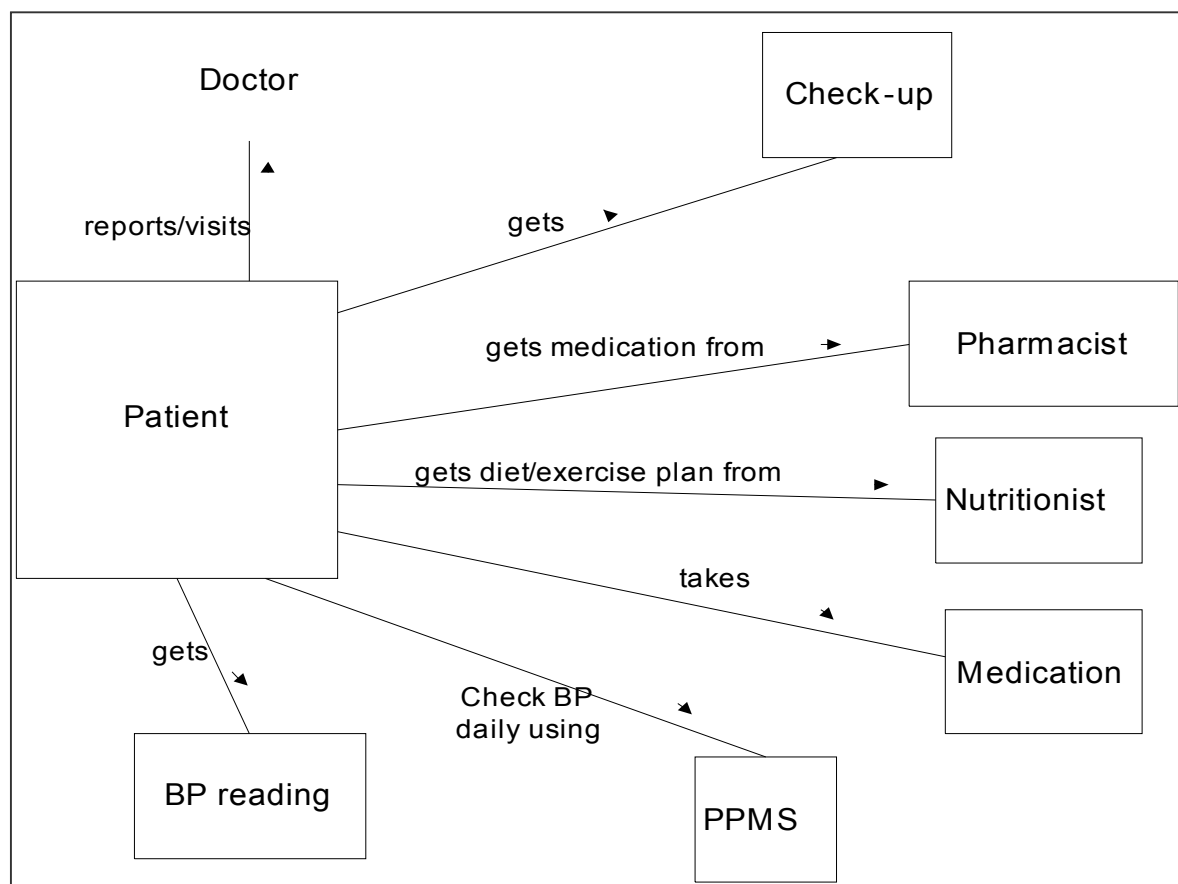 Doctor
Check-up
reports/visits
gets
gets medication from
Pharmacist
Patient
gets diet/exercise plan from
Nutritionist
takes
gets
Medication
Check BP
daily using
BP reading
PPMS